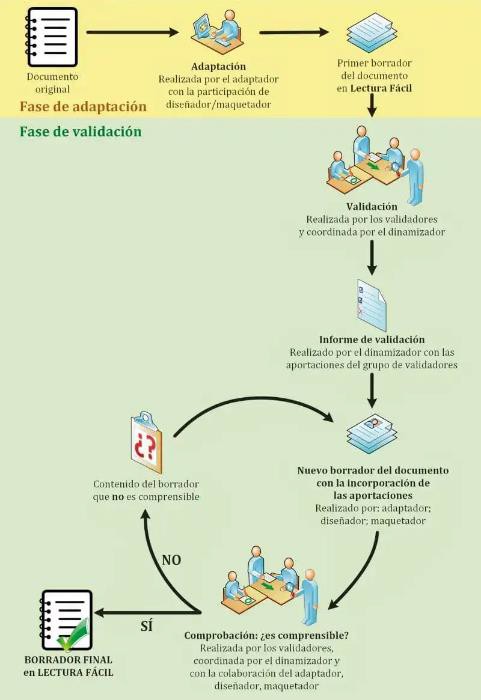 Documento
original
Adaptación
Realizada por el adaptador
con la participación de
diseñador/maquetador
Primer borrador
del documento
en Lectura Fácil
Fase de adaptación
Fase de validación
Validación
Realizada por los validadores
y coordinada por el dinamizador
Informe de validación
Realizado por el dinamizador con las
aportaciones del grupo de validadores
¿?
Contenido del borrador
que no es comprensible
Nuevo borrador del documento
con la incorporación de
las aportaciones
Realizado por: adaptador;
diseñador; maquetador
NO
SÍ
Comprobación: ¿es comprensible?
Realizada por los validadores,
coordinada por el dinamizador y
con la colaboración del adaptador,
diseñador, maquetador
BORRADOR FINAL
en LECTURA FÁCIL